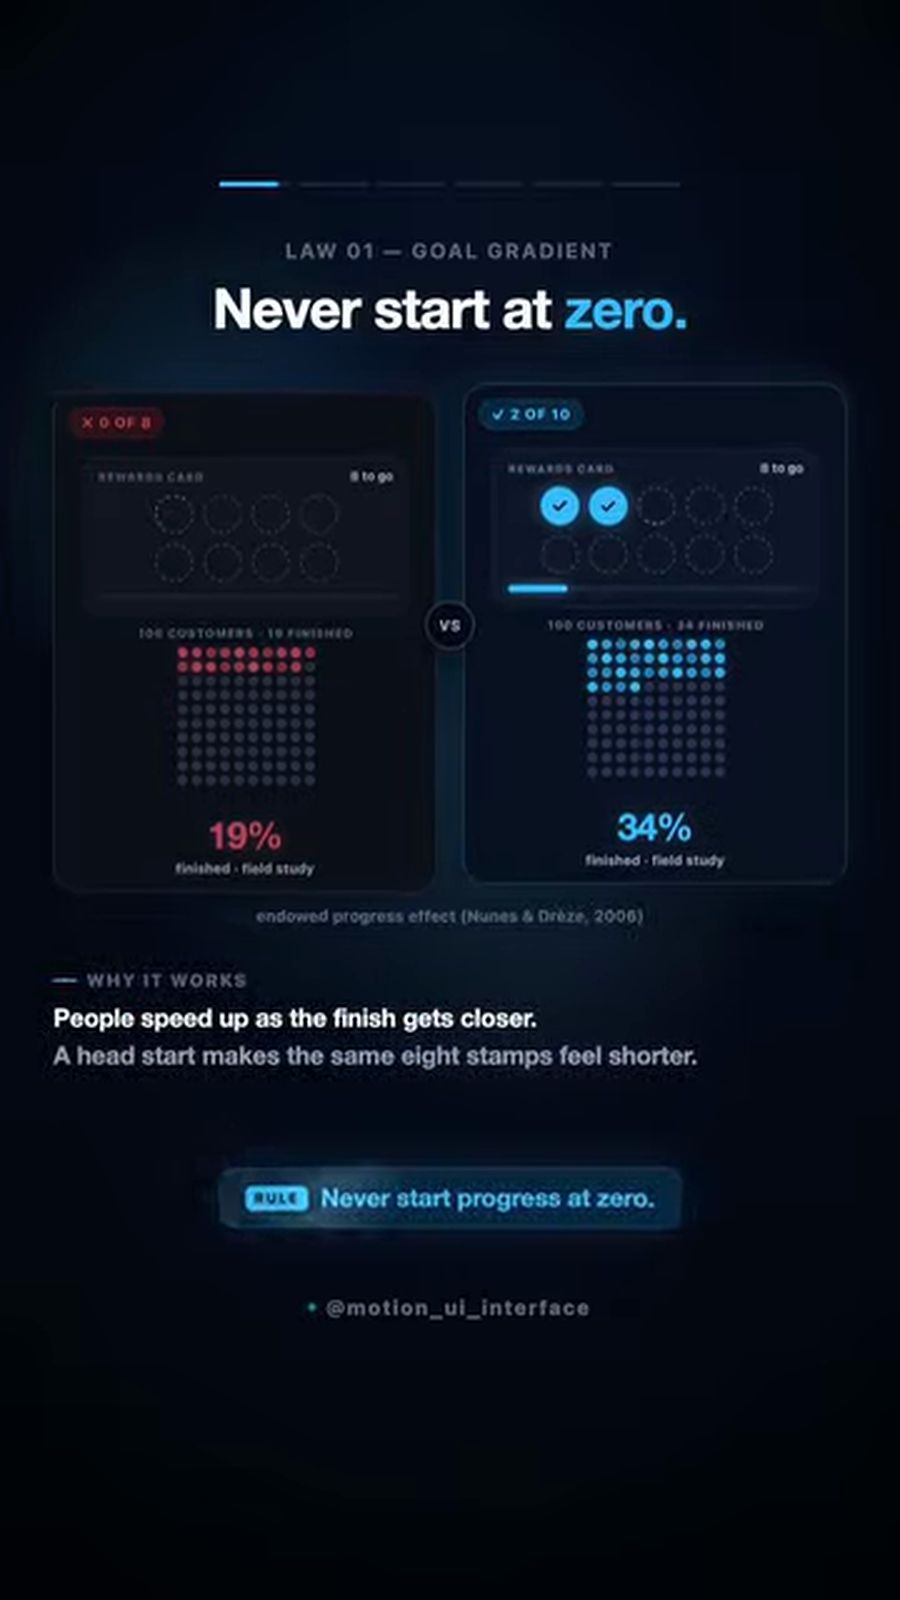 LAW 01 — GOAL GRADIENT
Never start at zero.
✕ 0 OF 8
REWARDS CARD
8 to go
100 CUSTOMERS · 19 FINISHED
19%
finished · field study
VS
✓ 2 OF 10
REWARDS CARD
8 to go
100 CUSTOMERS · 34 FINISHED
34%
finished · field study
endowed progress effect (Nunes & Drèze, 2006)
— WHY IT WORKS
People speed up as the finish gets closer.
A head start makes the same eight stamps feel shorter.
RULE Never start progress at zero.
@motion_ui_interface